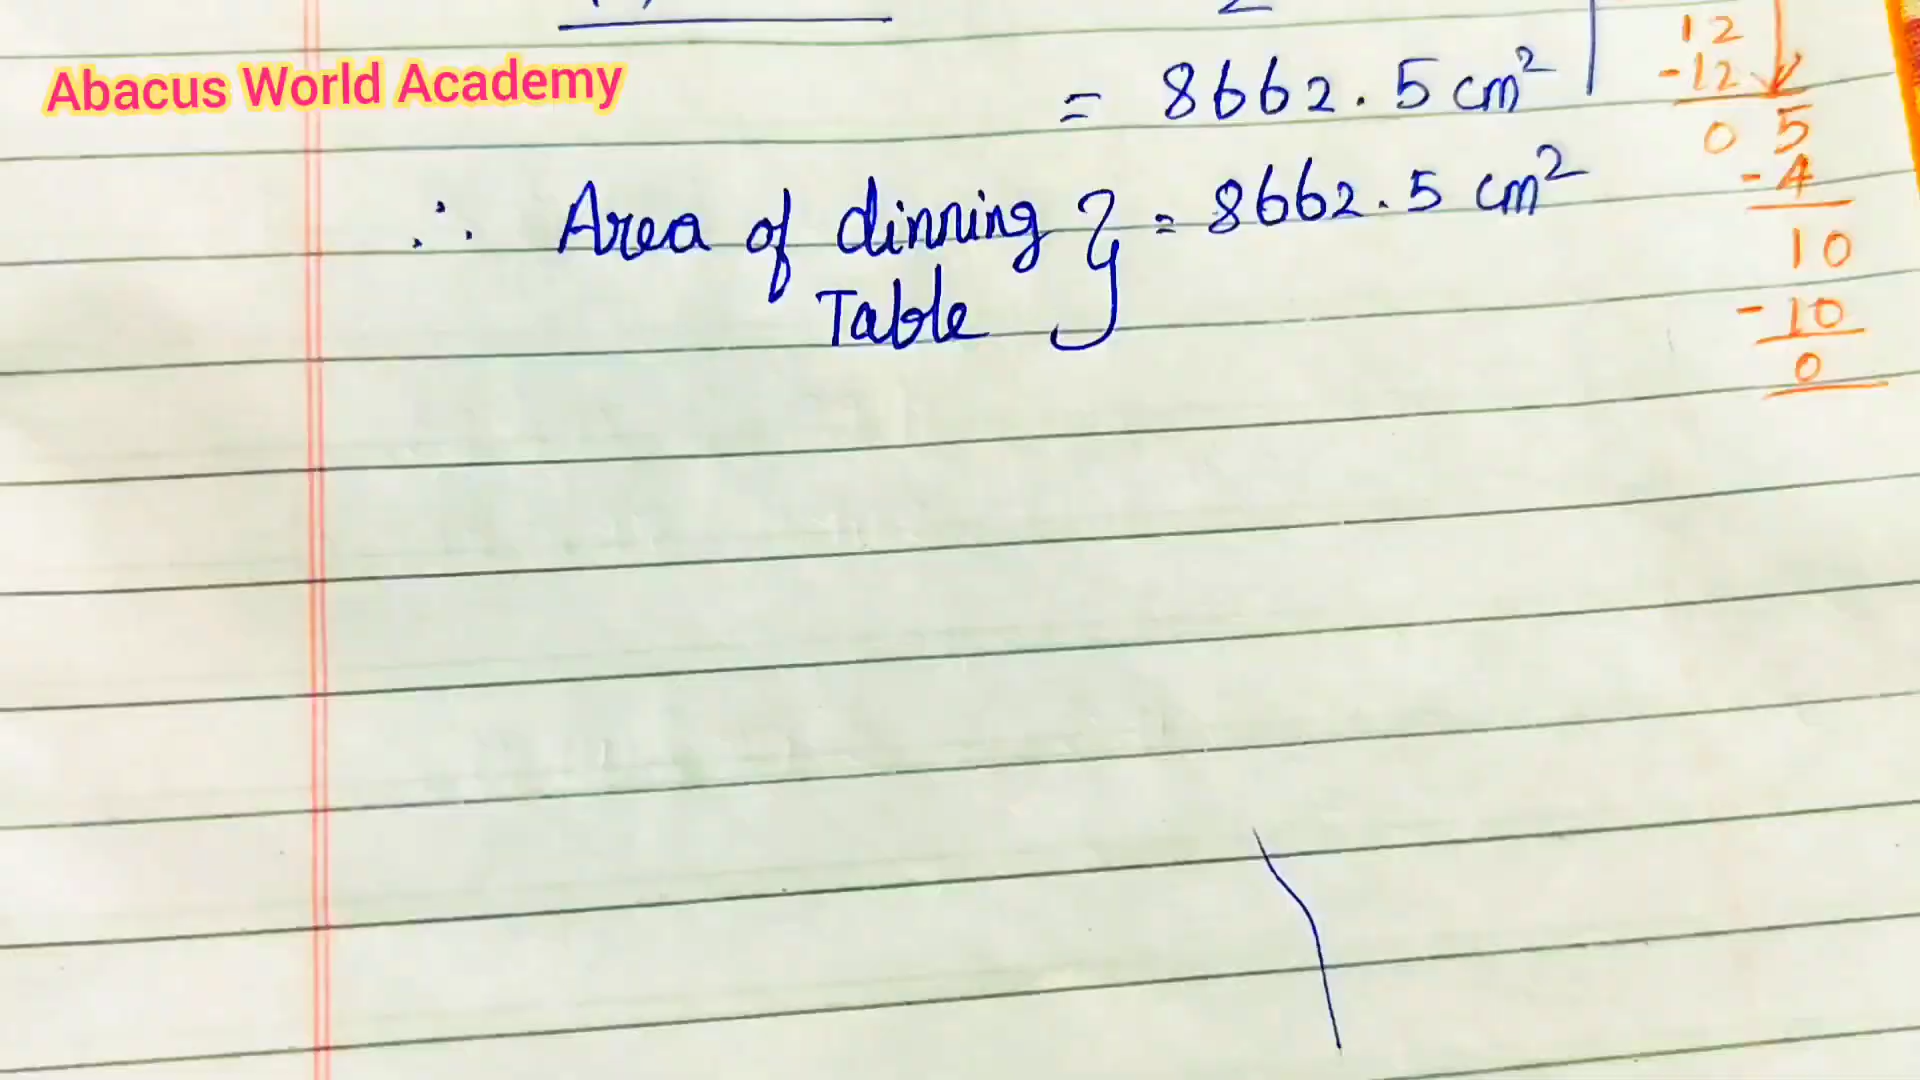 Abacus World Academy
= 8662.5 cm²
∴ Area of dinning } = 8662.5 cm²
Table
12
-12
05
-4
10
-10
0